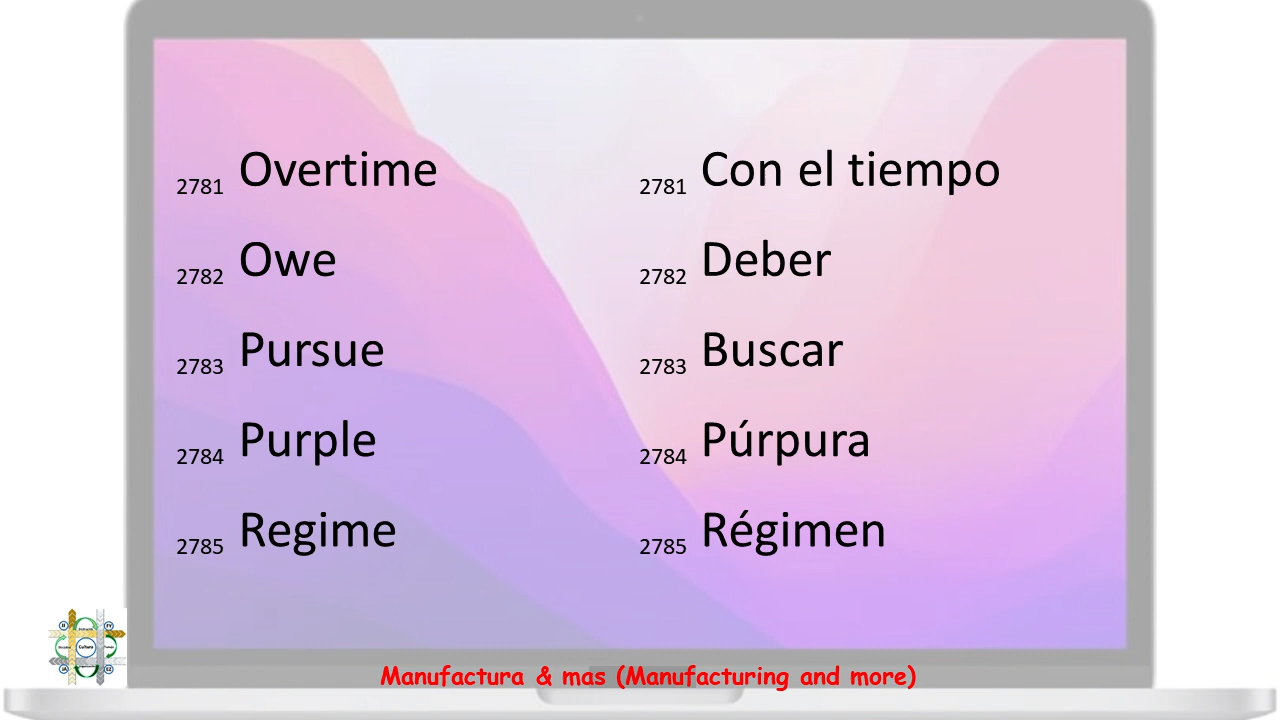 2781 Overtime
2782 Owe
2783 Pursue
2784 Purple
2785 Regime
2781 Con el tiempo
2782 Deber
2783 Buscar
2784 Púrpura
2785 Régimen
Cultura
Manufactura & mas (Manufacturing and more)